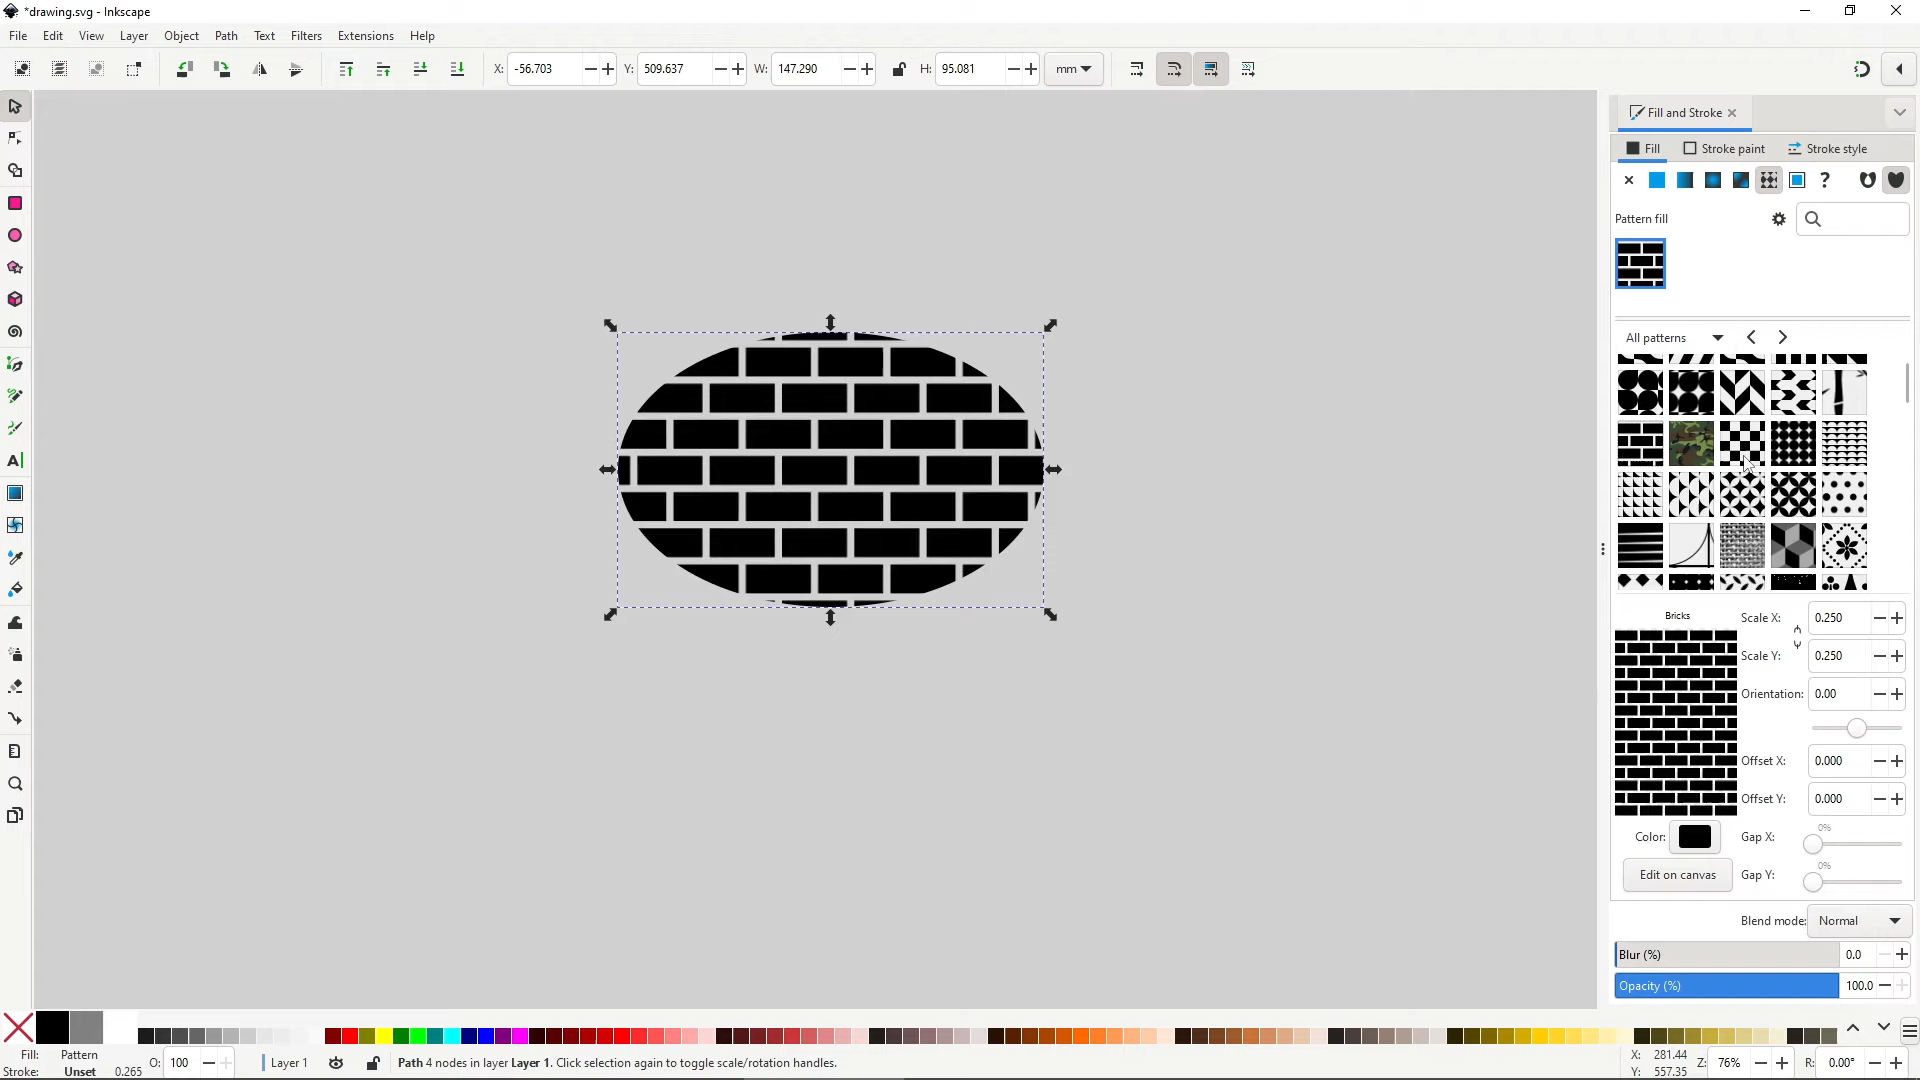 *drawing.svg - Inkscape
File Edit View Layer Object Path Text Filters Extensions Help
X: -56.703 Y: 509.637 W: 147.290 H: 95.081 mm
Fill and Stroke
Fill Stroke paint Stroke style
Pattern fill
All patterns
Bricks
Scale X: 0.250
Scale Y: 0.250
Orientation: 0.00
Offset X: 0.000
Offset Y: 0.000
Color: Gap X: 0%
Edit on canvas Gap Y: 0%
Blend mode: Normal
Blur (%) 0.0
Opacity (%) 100.0
Fill: Pattern
Stroke: Unset 0.265
O: 100 Layer 1 Path 4 nodes in layer Layer 1. Click selection again to toggle scale/rotation handles.
X: 281.44
Y: 557.35
Z: 76% R: 0.00°